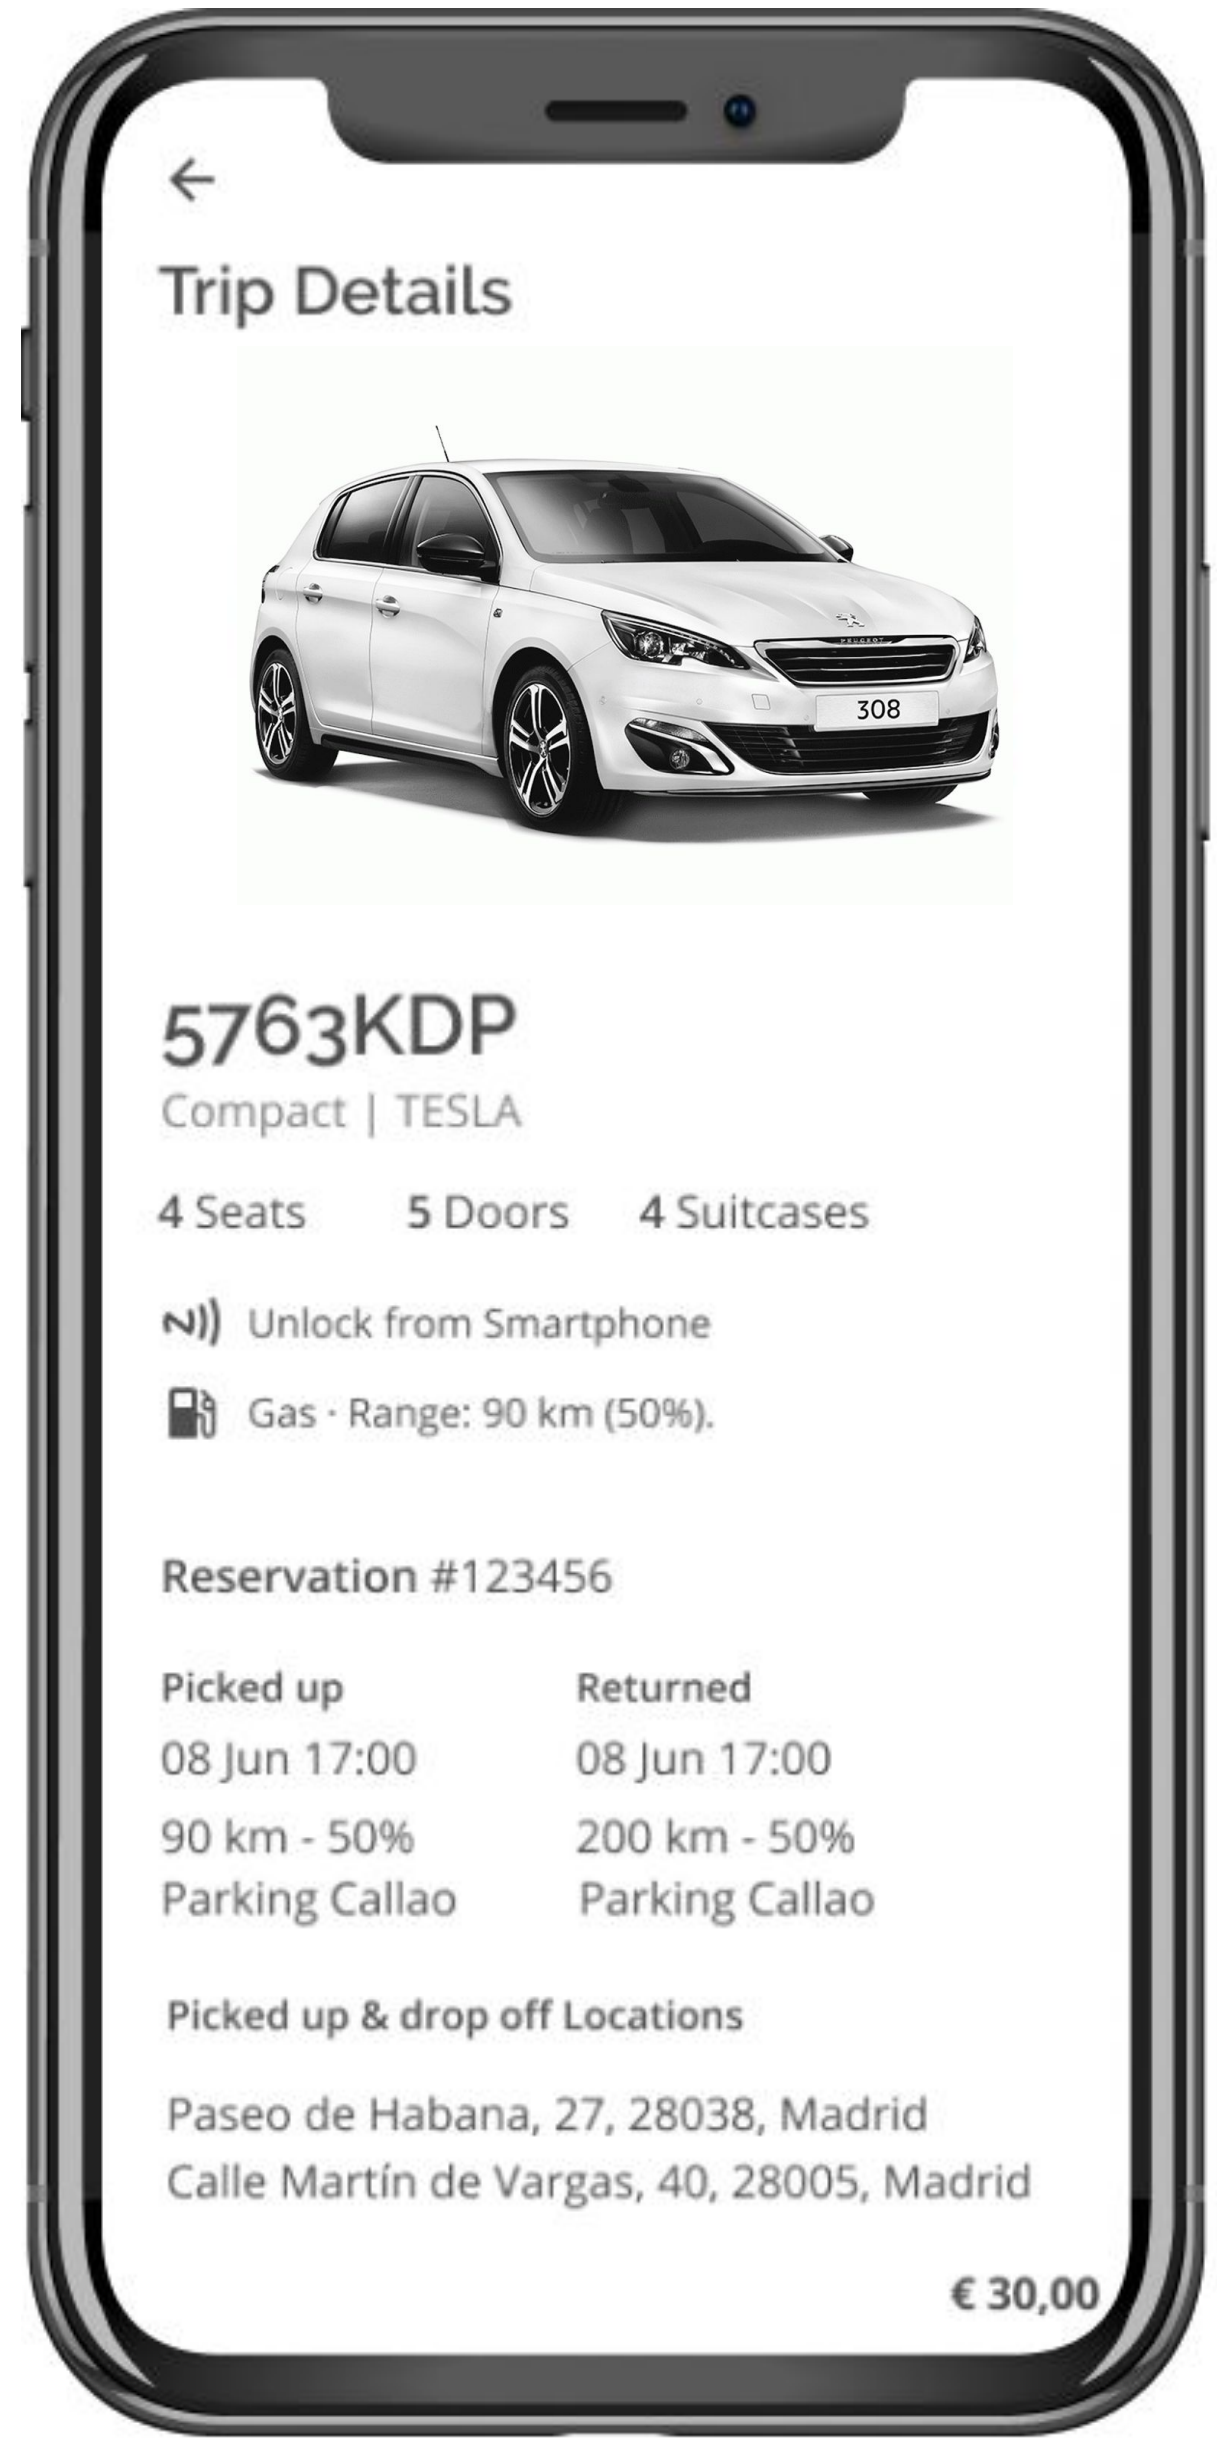 Trip Details
PEUGEOT
308
5763KDP
Compact | TESLA
4 Seats 5 Doors 4 Suitcases
Unlock from Smartphone
Gas · Range: 90 km (50%).
Reservation #123456
Picked up Returned
08 Jun 17:00 08 Jun 17:00
90 km - 50% 200 km - 50%
Parking Callao Parking Callao
Picked up & drop off Locations
Paseo de Habana, 27, 28038, Madrid
Calle Martín de Vargas, 40, 28005, Madrid
€ 30,00